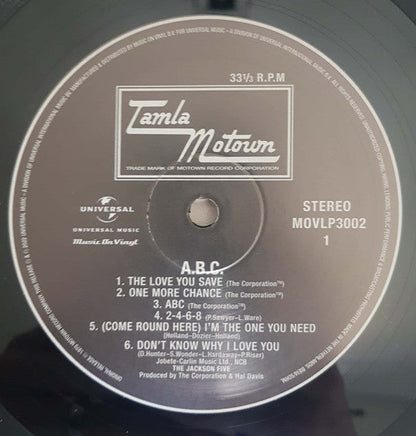 33⅓ R.P.M
Tamla
Motown
TRADE MARK OF MOTOWN RECORD CORPORATION
UNIVERSAL
UNIVERSAL MUSIC
Music On Vinyl
STEREO
MOVLP3002
1
A.B.C.
1. THE LOVE YOU SAVE (The Corporation™)
2. ONE MORE CHANCE (The Corporation™)
3. ABC (The Corporation™)
4. 2-4-6-8 (P.Sawyer-L.Ware)
5. (COME ROUND HERE) I'M THE ONE YOU NEED
(Holland-Dozier-Holland)
6. DON'T KNOW WHY I LOVE YOU
(D.Hunter-S.Wonder-L.Hardaway-P.Riser)
Jobete-Carlin Music Ltd., NCB
THE JACKSON FIVE
Produced by The Corporation & Hal Davis